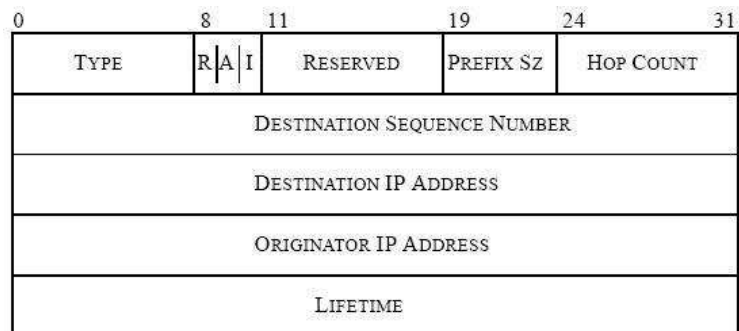 0 8 11 19 24 31
TYPE R A I RESERVED PREFIX SZ HOP COUNT
DESTINATION SEQUENCE NUMBER
DESTINATION IP ADDRESS
ORIGINATOR IP ADDRESS
LIFETIME